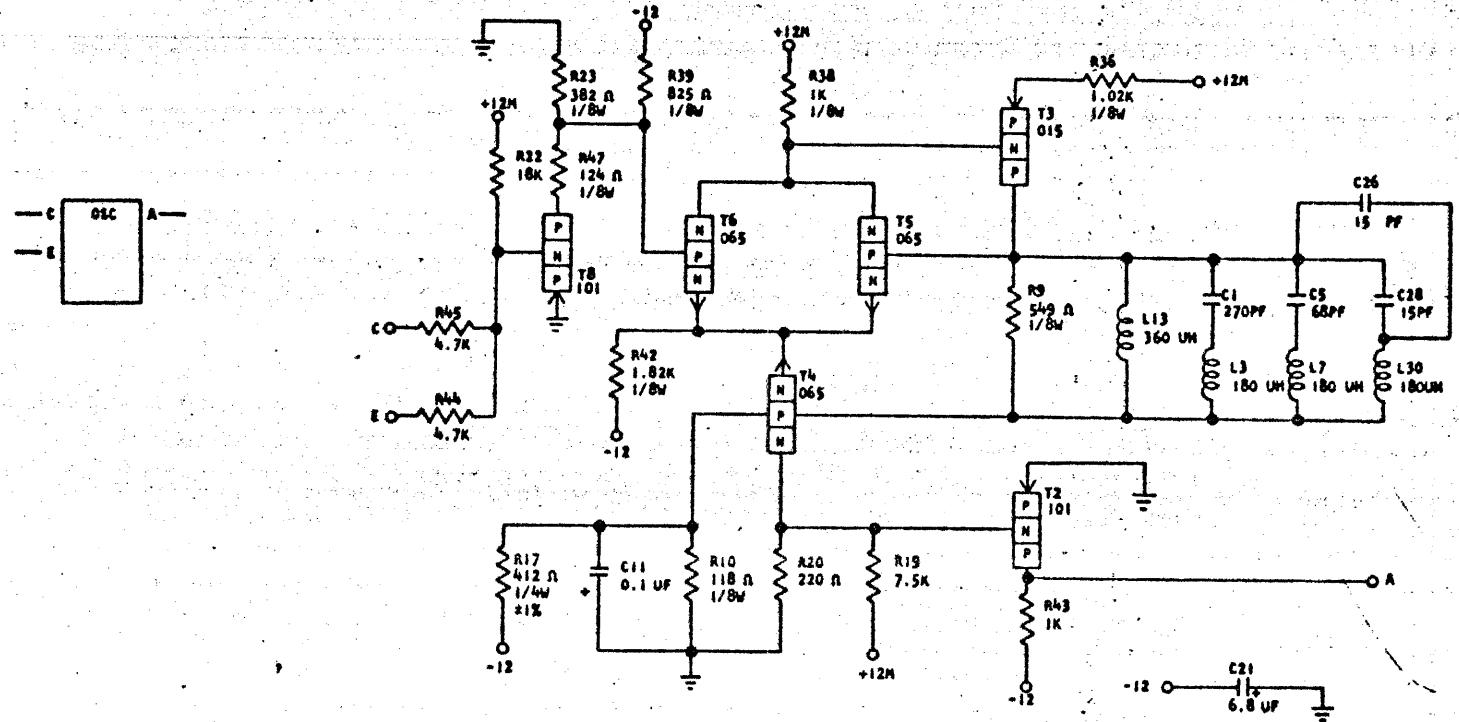 -12
+12M
R23
382 Ω
1/8W
R39
825 Ω
1/8W
R38
1K
1/8W
R36
1.02K
1/8W
+12M
T3
015
P
N
P
+12M
R22
18K
R47
124 Ω
1/8W
C26
15 PF
C
OSC
A
E
P
N
P
T8
101
N
P
N
T6
065
N
P
N
T5
065
R45
4.7K
C
R44
4.7K
E
R42
1.82K
1/8W
-12
R9
549 Ω
1/8W
L13
360 UH
C1
270PF
C5
68PF
C28
15PF
L3
180 UH
L7
180 UH
L30
180UH
N
P
N
T4
065
P
N
P
T2
101
R17
412 Ω
1/4W
±1%
-12
C11
0.1 UF
+
R10
118 Ω
1/8W
R20
220 Ω
R19
7.5K
+12M
R43
1K
-12
A
-12
C21
+
6.8 UF